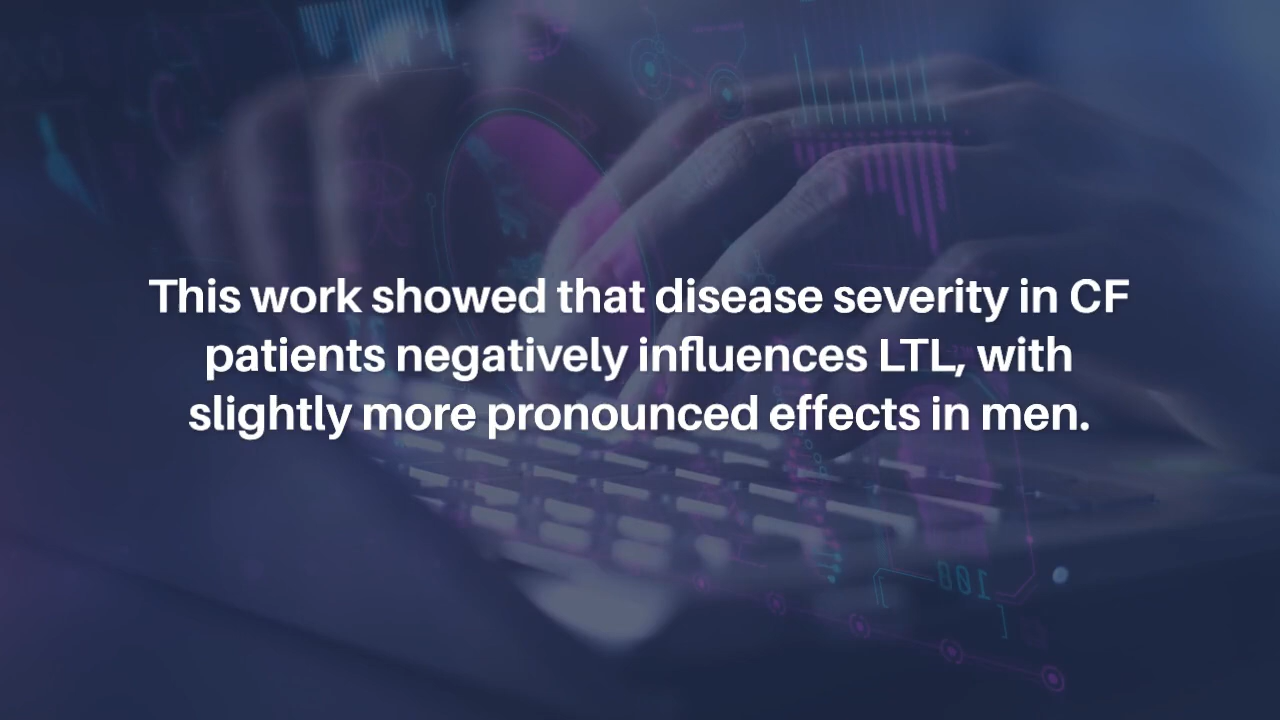 This work showed that disease severity in CF
patients negatively influences LTL, with
slightly more pronounced effects in men.